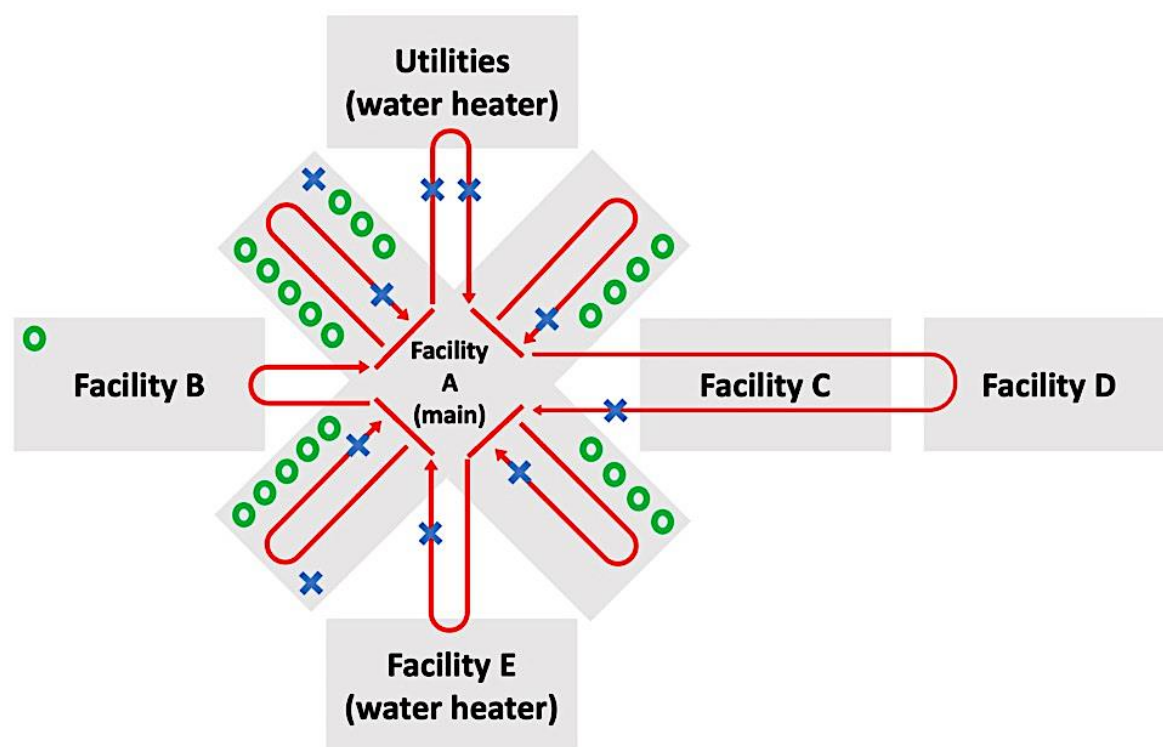 Utilities
(water heater)
Facility
A
(main)
Facility B
Facility C
Facility D
Facility E
(water heater)